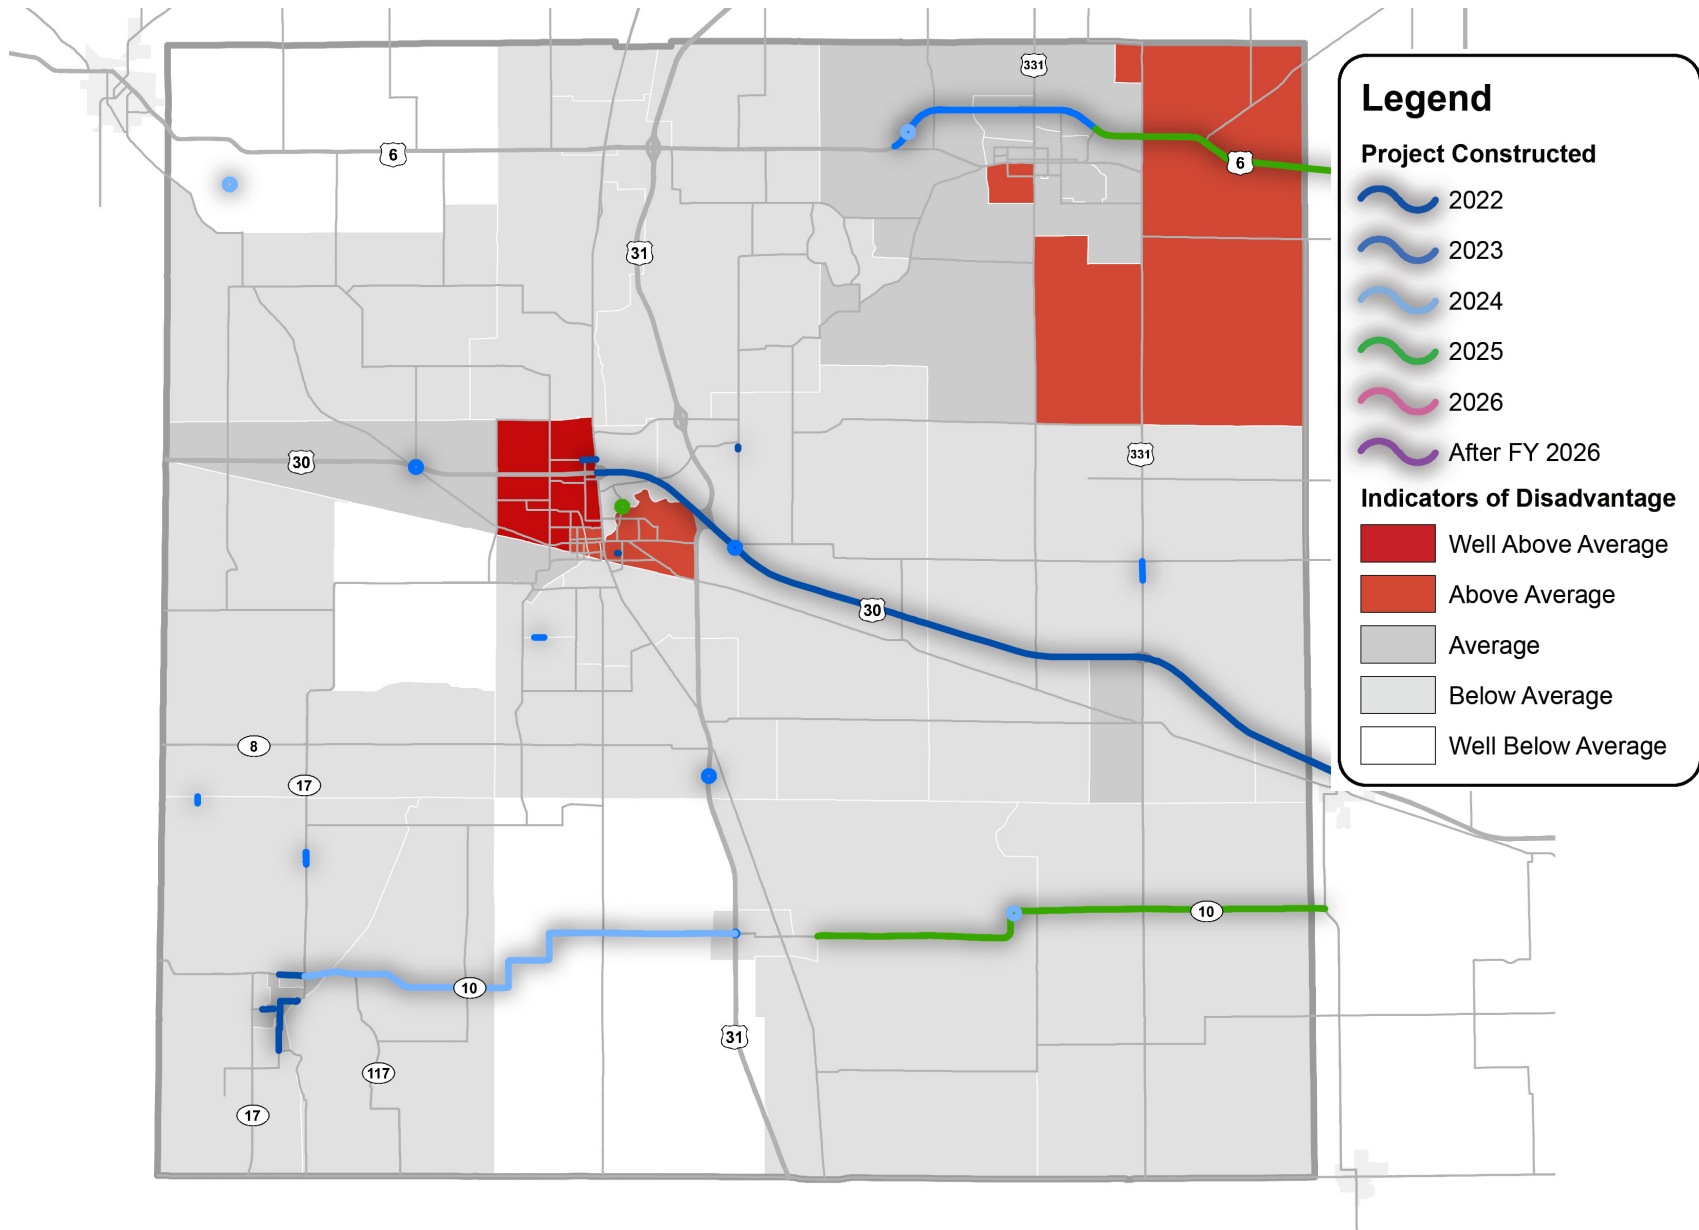 331
6
6
31
30
331
30
8
17
10
10
31
117
17
Legend
Project Constructed
2022
2023
2024
2025
2026
After FY 2026
Indicators of Disadvantage
Well Above Average
Above Average
Average
Below Average
Well Below Average